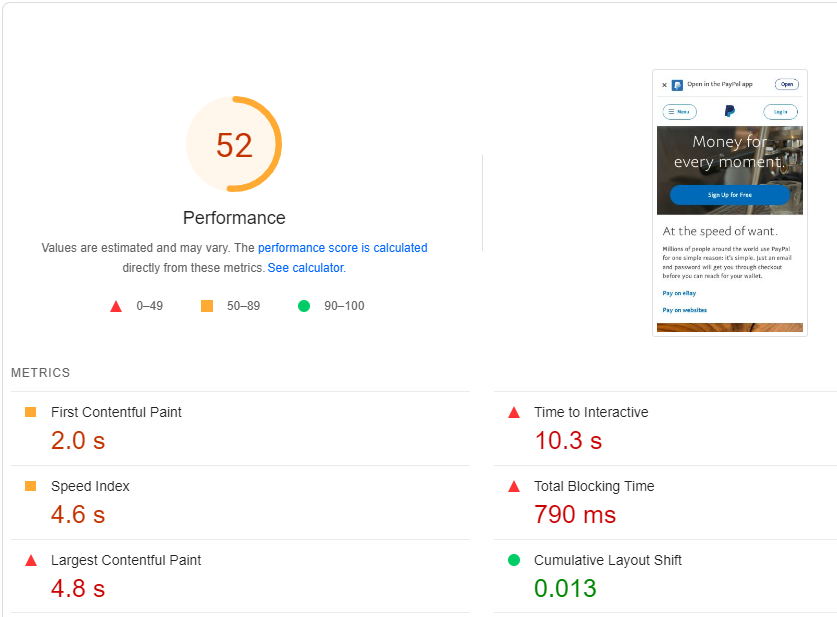 52
Performance
Values are estimated and may vary. The performance score is calculated
directly from these metrics. See calculator.
0–49
50–89
90–100
Open in the PayPal app
Open
Menu
Log In
Money for
every moment.
Sign Up for Free
At the speed of want.
Millions of people around the world use PayPal
for one simple reason: it's simple. Just an email
and password will get you through checkout
before you can reach for your wallet.
Pay on eBay
Pay on websites
METRICS
First Contentful Paint
2.0 s
Time to Interactive
10.3 s
Speed Index
4.6 s
Total Blocking Time
790 ms
Largest Contentful Paint
4.8 s
Cumulative Layout Shift
0.013